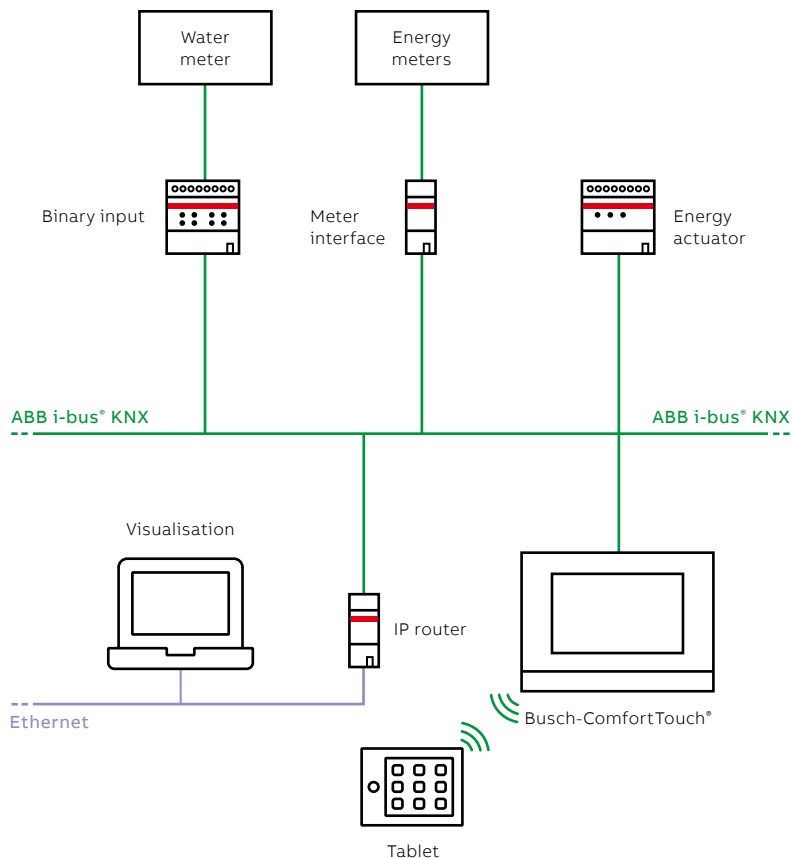 Water
meter
Energy
meters
Binary input
Meter
interface
Energy
actuator
ABB i-bus® KNX
ABB i-bus® KNX
Visualisation
IP router
Ethernet
Busch-ComfortTouch®
Tablet